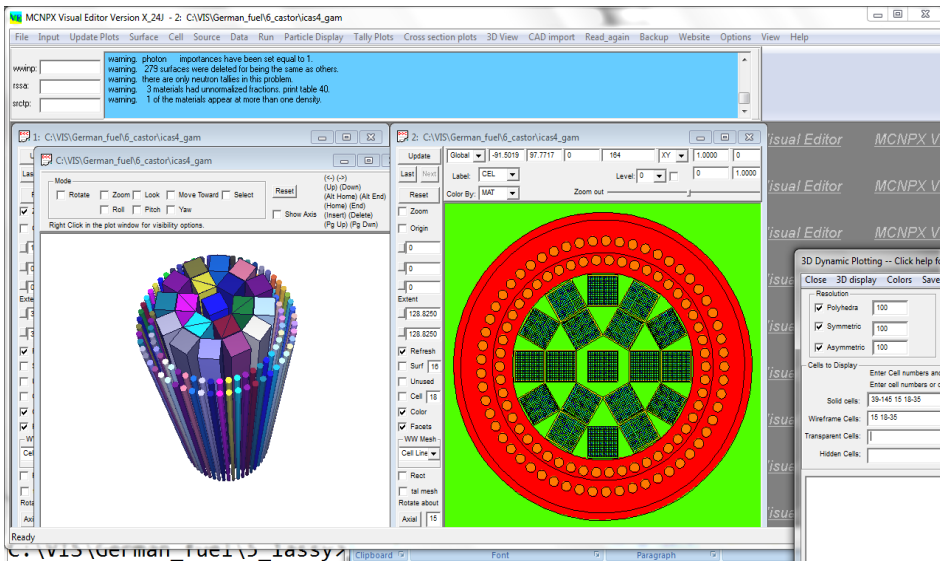 MCNPX Visual Editor Version X_24J - 2: C:\VIS\German_fuel\6_castor\icas4_gam
File Input Update Plots Surface Cell Source Data Run Particle Display Tally Plots Cross section plots 3D View CAD import Read_again Backup Website Options View Help
wwinp:
rssa:
srctp:
warning. photon importances have been set equal to 1.
warning. 279 surfaces were deleted for being the same as others.
warning. there are only neutron tallies in this problem.
warning. 3 materials had unnormalized fractions. print table 40.
warning. 1 of the materials appear at more than one density.
1: C:\VIS\German_fuel\6_castor\icas4_gam
C:\VIS\German_fuel\6_castor\icas4_gam
Mode
Rotate Zoom Look Move Toward Select
Roll Pitch Yaw
Right Click in the plot window for visibility options.
Reset
Show Axis
(<-) (->)
(Up) (Down)
(Alt Home) (Alt End)
(Home) (End)
(Insert) (Delete)
(Pg Up) (Pg Dwn)
2: C:\VIS\German_fuel\6_castor\icas4_gam
Update
Last Next
Reset
Zoom
Origin
0
0
0
Extent
128.8250
128.8250
Refresh
Surf 16
Unused
Cell 18
Color
Facets
WW Mesh
Cell Line
Rect
tal mesh
Rotate about
Axial 15
Global -91.5019 97.7717 0 164 XY 1.0000 0
Label: CEL Level: 0 0 1.0000
Color By: MAT Zoom out
Visual Editor MCNPX V
3D Dynamic Plotting -- Click help fo
Close 3D display Colors Save
Resolution
Polyhedra 100
Symmetric 100
Asymmetric 100
Cells to Display
Enter Cell numbers and
Enter cell numbers or c
Solid cells: 39-145 15 18-35
Wireframe Cells: 15 18-35
Transparent Cells:
Hidden Cells:
Ready
C:\VIS\German_fuel\5_lassy>
Clipboard Font Paragraph